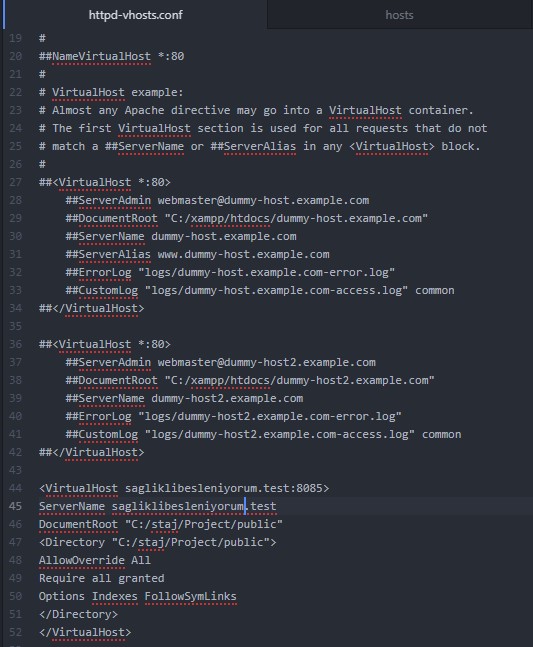 httpd-vhosts.conf
hosts
19 #
20 ##NameVirtualHost *:80
21 #
22 # VirtualHost example:
23 # Almost any Apache directive may go into a VirtualHost container.
24 # The first VirtualHost section is used for all requests that do not
25 # match a ##ServerName or ##ServerAlias in any <VirtualHost> block.
26 #
27 ##<VirtualHost *:80>
28     ##ServerAdmin webmaster@dummy-host.example.com
29     ##DocumentRoot "C:/xampp/htdocs/dummy-host.example.com"
30     ##ServerName dummy-host.example.com
31     ##ServerAlias www.dummy-host.example.com
32     ##ErrorLog "logs/dummy-host.example.com-error.log"
33     ##CustomLog "logs/dummy-host.example.com-access.log" common
34 ##</VirtualHost>
35
36 ##<VirtualHost *:80>
37     ##ServerAdmin webmaster@dummy-host2.example.com
38     ##DocumentRoot "C:/xampp/htdocs/dummy-host2.example.com"
39     ##ServerName dummy-host2.example.com
40     ##ErrorLog "logs/dummy-host2.example.com-error.log"
41     ##CustomLog "logs/dummy-host2.example.com-access.log" common
42 ##</VirtualHost>
43
44 <VirtualHost sagliklibesleniyorum.test:8085>
45 ServerName sagliklibesleniyorum.test
46 DocumentRoot "C:/staj/Project/public"
47 <Directory "C:/staj/Project/public">
48 AllowOverride All
49 Require all granted
50 Options Indexes FollowSymLinks
51 </Directory>
52 </VirtualHost>